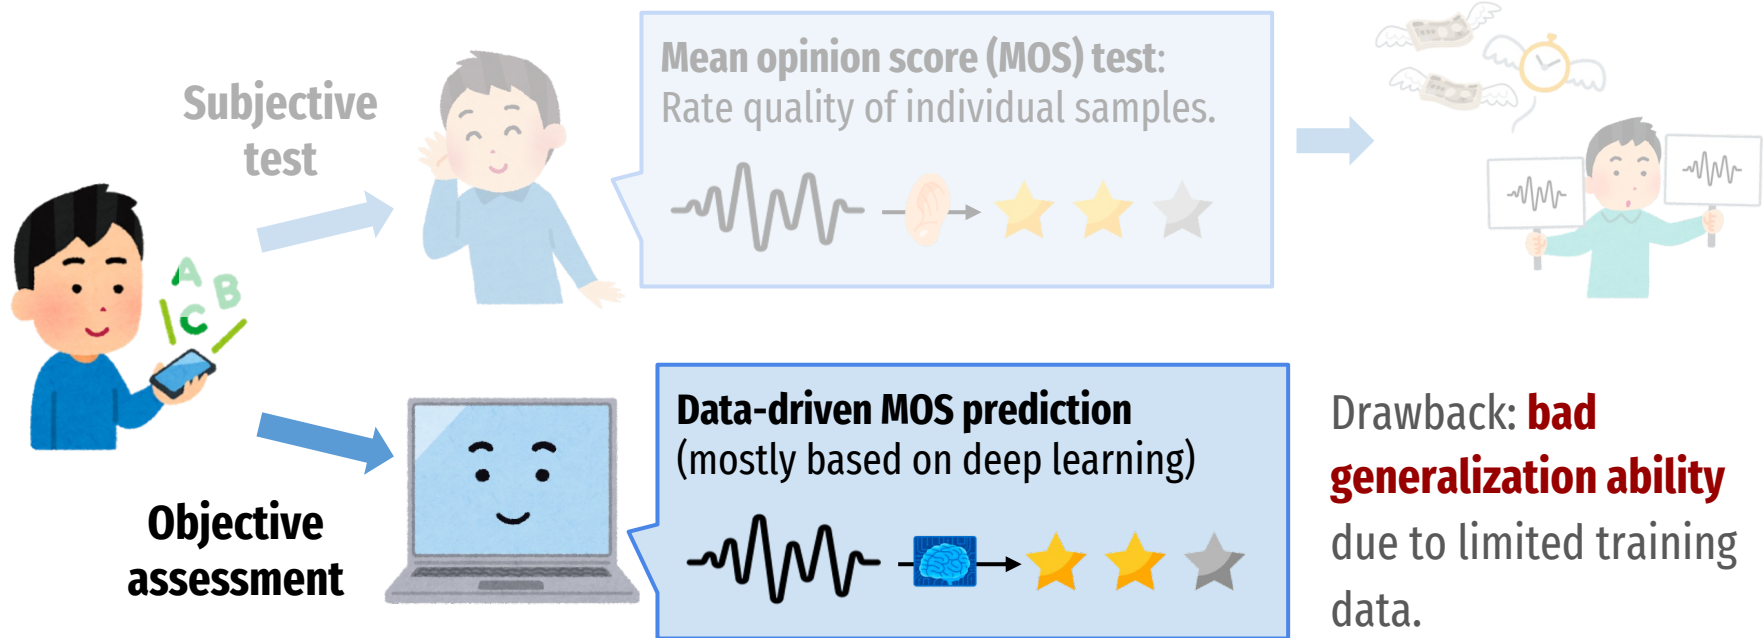 Subjective
test
Mean opinion score (MOS) test:
Rate quality of individual samples.
A
B
C
Objective
assessment
Data-driven MOS prediction
(mostly based on deep learning)
Drawback: bad
generalization ability
due to limited training
data.